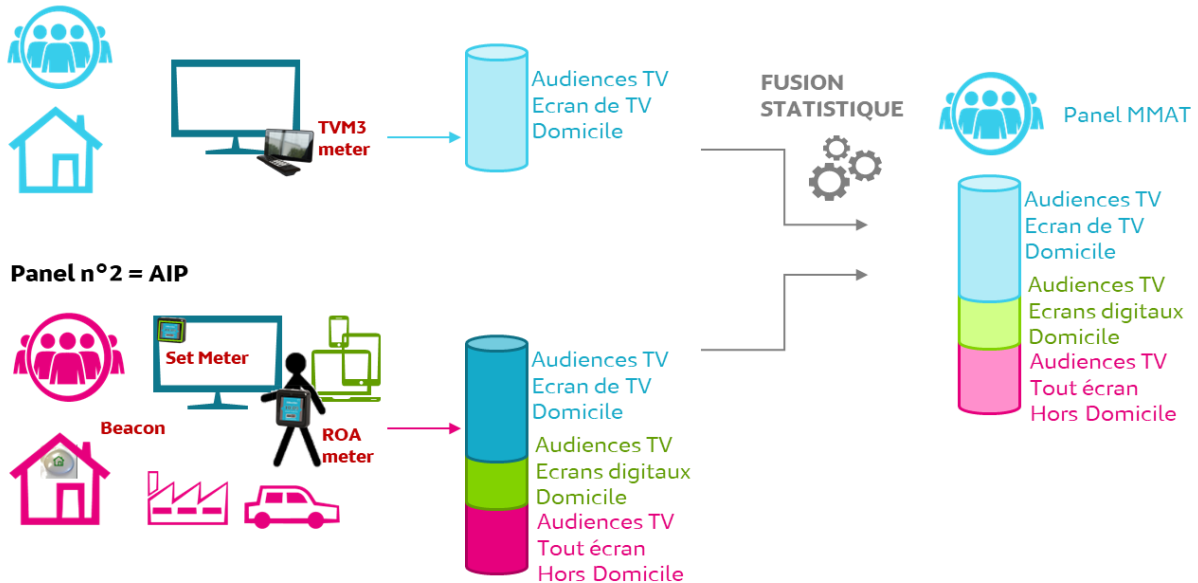 TVM3
meter
Audiences TV
Ecran de TV
Domicile
FUSION
STATISTIQUE
Panel MMAT
Audiences TV
Ecran de TV
Domicile
Audiences TV
Ecrans digitaux
Domicile
Audiences TV
Tout écran
Hors Domicile
Panel n°2 = AIP
Set Meter
Beacon
ROA
meter
Audiences TV
Ecran de TV
Domicile
Audiences TV
Ecrans digitaux
Domicile
Audiences TV
Tout écran
Hors Domicile